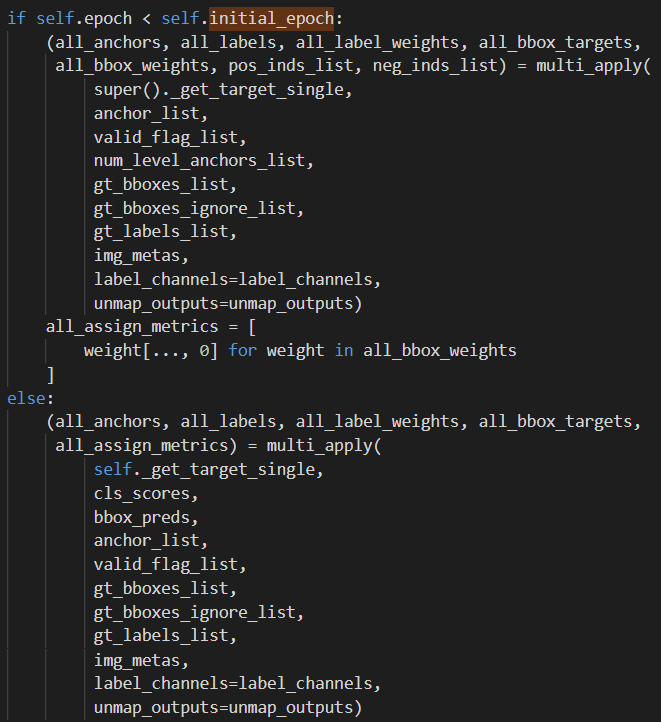 if self.epoch < self.initial_epoch:
    (all_anchors, all_labels, all_label_weights, all_bbox_targets,
     all_bbox_weights, pos_inds_list, neg_inds_list) = multi_apply(
         super()._get_target_single,
         anchor_list,
         valid_flag_list,
         num_level_anchors_list,
         gt_bboxes_list,
         gt_bboxes_ignore_list,
         gt_labels_list,
         img_metas,
         label_channels=label_channels,
         unmap_outputs=unmap_outputs)
    all_assign_metrics = [
        weight[..., 0] for weight in all_bbox_weights
    ]
else:
    (all_anchors, all_labels, all_label_weights, all_bbox_targets,
     all_assign_metrics) = multi_apply(
         self._get_target_single,
         cls_scores,
         bbox_preds,
         anchor_list,
         valid_flag_list,
         gt_bboxes_list,
         gt_bboxes_ignore_list,
         gt_labels_list,
         img_metas,
         label_channels=label_channels,
         unmap_outputs=unmap_outputs)